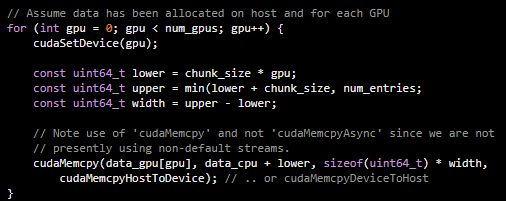 // Assume data has been allocated on host and for each GPU
for (int gpu = 0; gpu < num_gpus; gpu++) {
    cudaSetDevice(gpu);

    const uint64_t lower = chunk_size * gpu;
    const uint64_t upper = min(lower + chunk_size, num_entries;
    const uint64_t width = upper - lower;

    // Note use of 'cudaMemcpy' and not 'cudaMemcpyAsync' since we are not
    // presently using non-default streams.
    cudaMemcpy(data_gpu[gpu], data_cpu + lower, sizeof(uint64_t) * width,
        cudaMemcpyHostToDevice); // .. or cudaMemcpyDeviceToHost
}